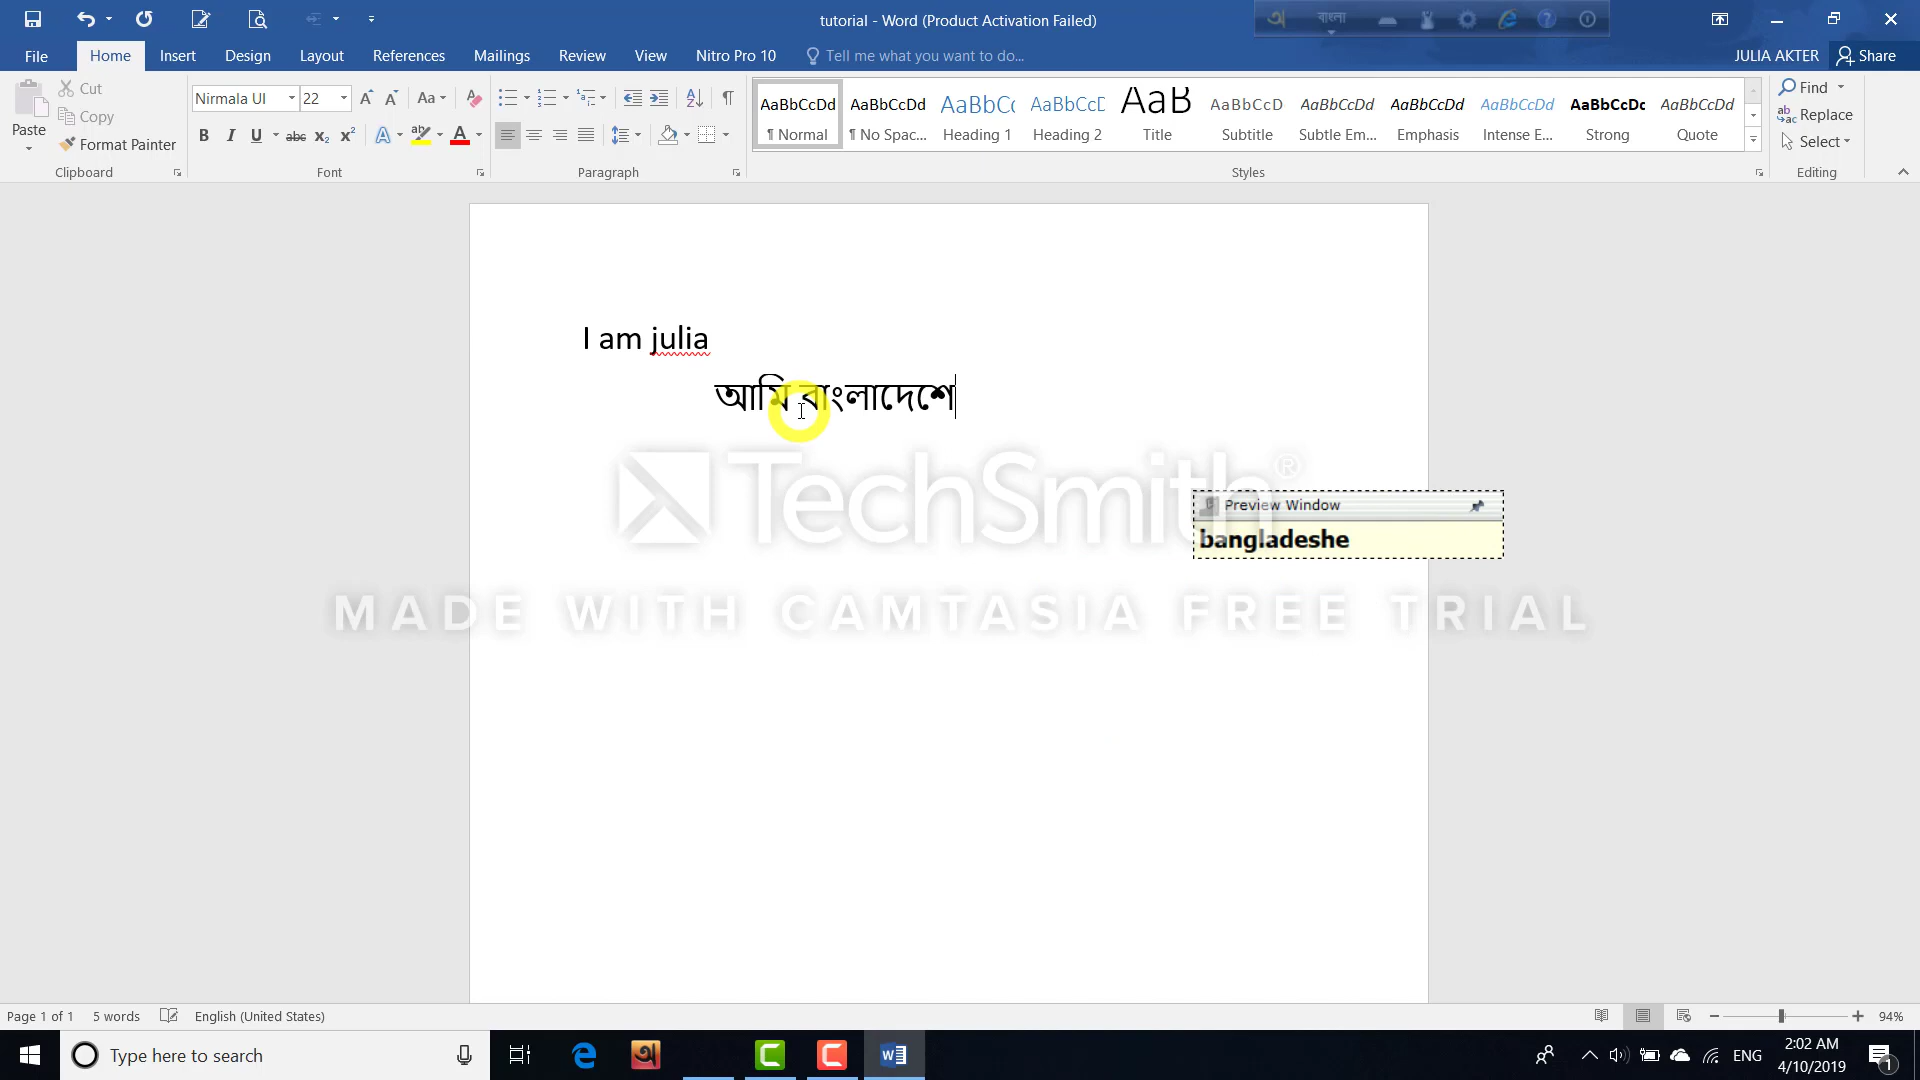 tutorial - Word (Product Activation Failed)
বাংলা
File Home Insert Design Layout References Mailings Review View Nitro Pro 10 Tell me what you want to do...
JULIA AKTER Share
Paste
Cut
Copy
Format Painter
Clipboard
Nirmala UI 22
Font
Paragraph
AaBbCcDd AaBbCcDd AaBbC AaBbCcD AaB AaBbCcD AaBbCcDd AaBbCcDd AaBbCcDd AaBbCcDc AaBbCcDd
¶ Normal ¶ No Spac... Heading 1 Heading 2 Title Subtitle Subtle Em... Emphasis Intense E... Strong Quote
Styles
Find
Replace
Select
Editing
I am julia
আমি বাংলাদেশে
TechSmith®
Preview Window
bangladeshe
MADE WITH CAMTASIA FREE TRIAL
Page 1 of 1 5 words English (United States)
94%
Type here to search
ENG
2:02 AM
4/10/2019
1